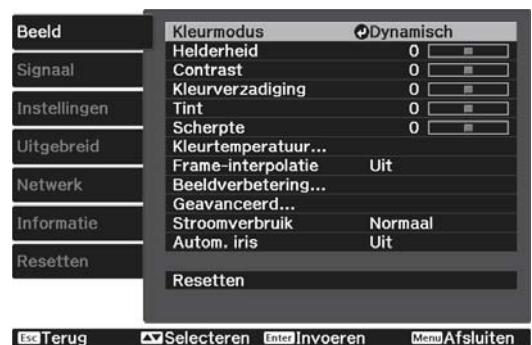 Beeld
Signaal
Instellingen
Uitgebreid
Netwerk
Informatie
Resetten
Kleurmodus Dynamisch
Helderheid 0
Contrast 0
Kleurverzadiging 0
Tint 0
Scherpte 0
Kleurtemperatuur...
Frame-interpolatie Uit
Beeldverbetering...
Geavanceerd...
Stroomverbruik Normaal
Autom. iris Uit
Resetten
Esc Terug Selecteren Enter Invoeren Menu Afsluiten